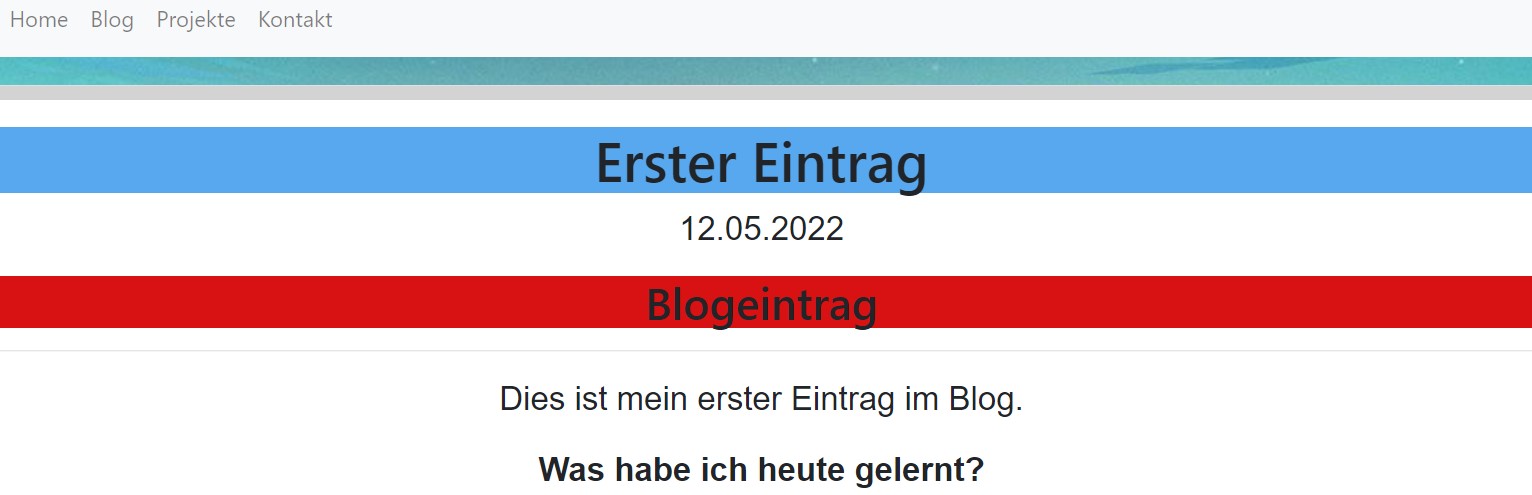 Home Blog Projekte Kontakt
Erster Eintrag
12.05.2022
Blogeintrag
Dies ist mein erster Eintrag im Blog.
Was habe ich heute gelernt?